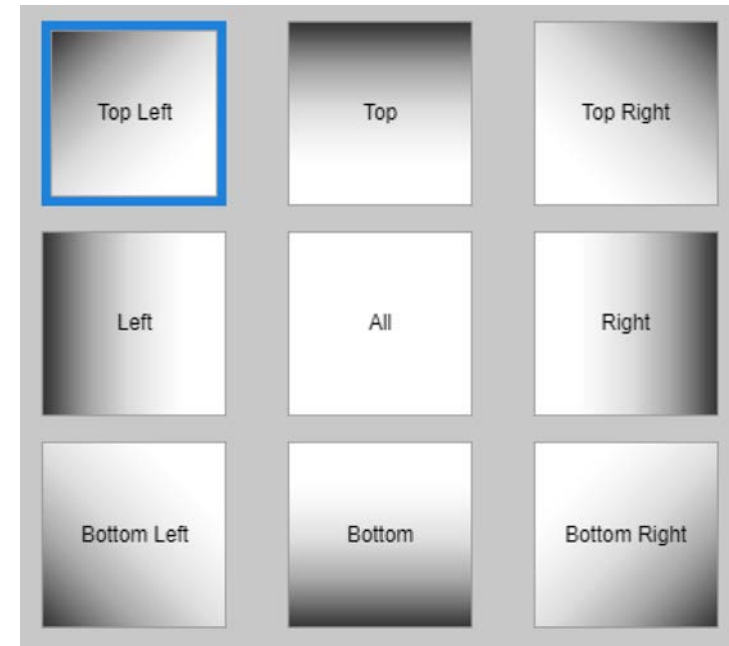 Top Left
Top
Top Right
Left
All
Right
Bottom Left
Bottom
Bottom Right